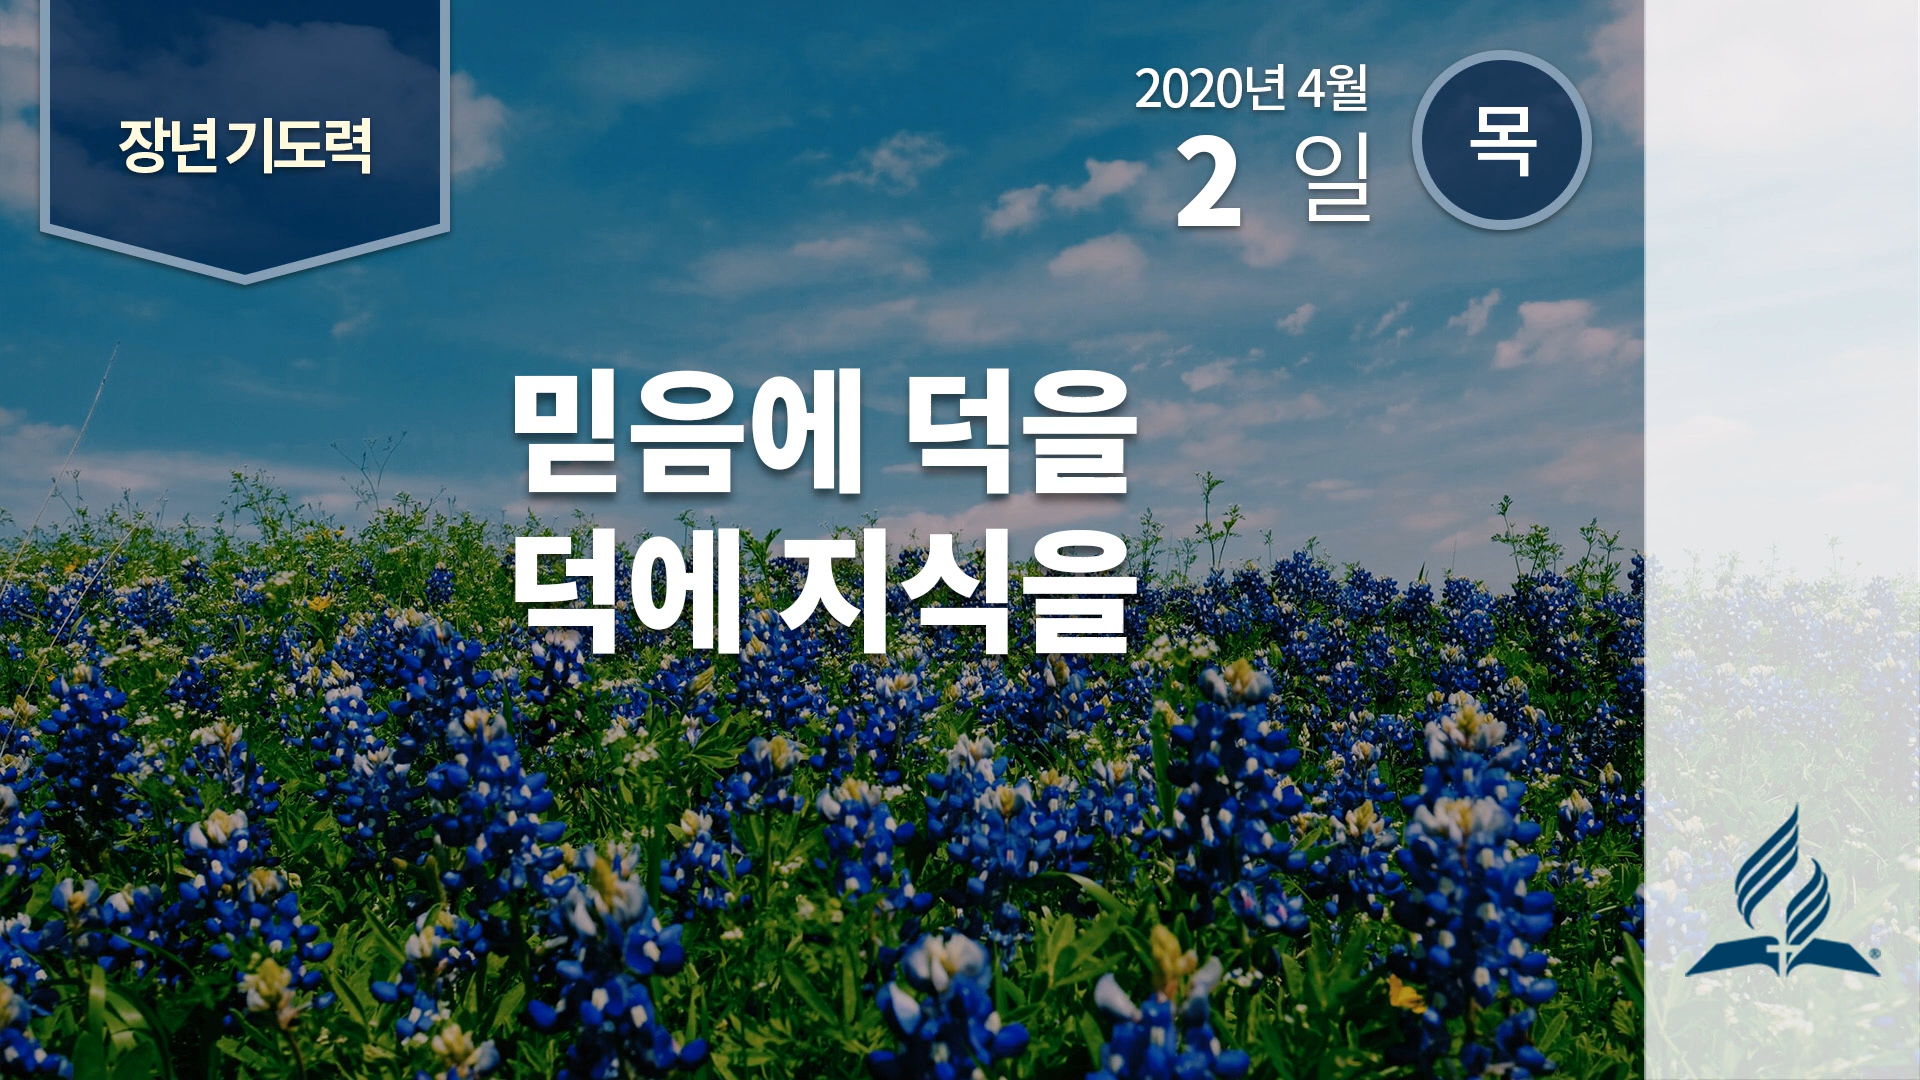 장년 기도력
2020년 4월
2 일
목
믿음에 덕을
덕에 지식을
®